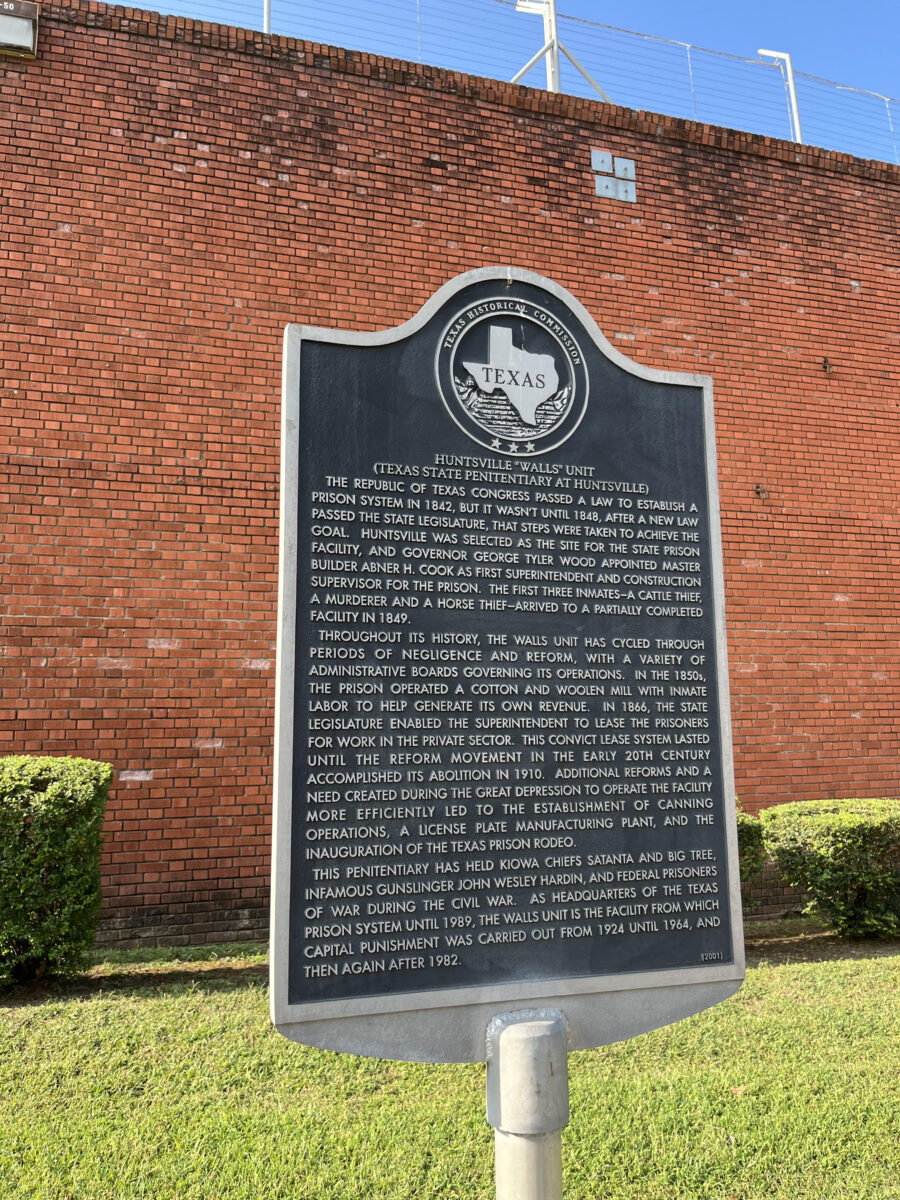 -50
TEXAS HISTORICAL COMMISSION
TEXAS
HUNTSVILLE "WALLS" UNIT
(TEXAS STATE PENITENTIARY AT HUNTSVILLE)
THE REPUBLIC OF TEXAS CONGRESS PASSED A LAW TO ESTABLISH A
PRISON SYSTEM IN 1842, BUT IT WASN'T UNTIL 1848, AFTER A NEW LAW
PASSED THE STATE LEGISLATURE, THAT STEPS WERE TAKEN TO ACHIEVE THE
GOAL. HUNTSVILLE WAS SELECTED AS THE SITE FOR THE STATE PRISON
FACILITY, AND GOVERNOR GEORGE TYLER WOOD APPOINTED MASTER
BUILDER ABNER H. COOK AS FIRST SUPERINTENDENT AND CONSTRUCTION
SUPERVISOR FOR THE PRISON. THE FIRST THREE INMATES—A CATTLE THIEF,
A MURDERER AND A HORSE THIEF—ARRIVED TO A PARTIALLY COMPLETED
FACILITY IN 1849.
THROUGHOUT ITS HISTORY, THE WALLS UNIT HAS CYCLED THROUGH
PERIODS OF NEGLIGENCE AND REFORM, WITH A VARIETY OF
ADMINISTRATIVE BOARDS GOVERNING ITS OPERATIONS. IN THE 1850s,
THE PRISON OPERATED A COTTON AND WOOLEN MILL WITH INMATE
LABOR TO HELP GENERATE ITS OWN REVENUE. IN 1866, THE STATE
LEGISLATURE ENABLED THE SUPERINTENDENT TO LEASE THE PRISONERS
FOR WORK IN THE PRIVATE SECTOR. THIS CONVICT LEASE SYSTEM LASTED
UNTIL THE REFORM MOVEMENT IN THE EARLY 20TH CENTURY
ACCOMPLISHED ITS ABOLITION IN 1910. ADDITIONAL REFORMS AND A
NEED CREATED DURING THE GREAT DEPRESSION TO OPERATE THE FACILITY
MORE EFFICIENTLY LED TO THE ESTABLISHMENT OF CANNING
OPERATIONS, A LICENSE PLATE MANUFACTURING PLANT, AND THE
INAUGURATION OF THE TEXAS PRISON RODEO.
THIS PENITENTIARY HAS HELD KIOWA CHIEFS SATANTA AND BIG TREE,
INFAMOUS GUNSLINGER JOHN WESLEY HARDIN, AND FEDERAL PRISONERS
OF WAR DURING THE CIVIL WAR. AS HEADQUARTERS OF THE TEXAS
PRISON SYSTEM UNTIL 1989, THE WALLS UNIT IS THE FACILITY FROM WHICH
CAPITAL PUNISHMENT WAS CARRIED OUT FROM 1924 UNTIL 1964, AND
THEN AGAIN AFTER 1982.
(2001)